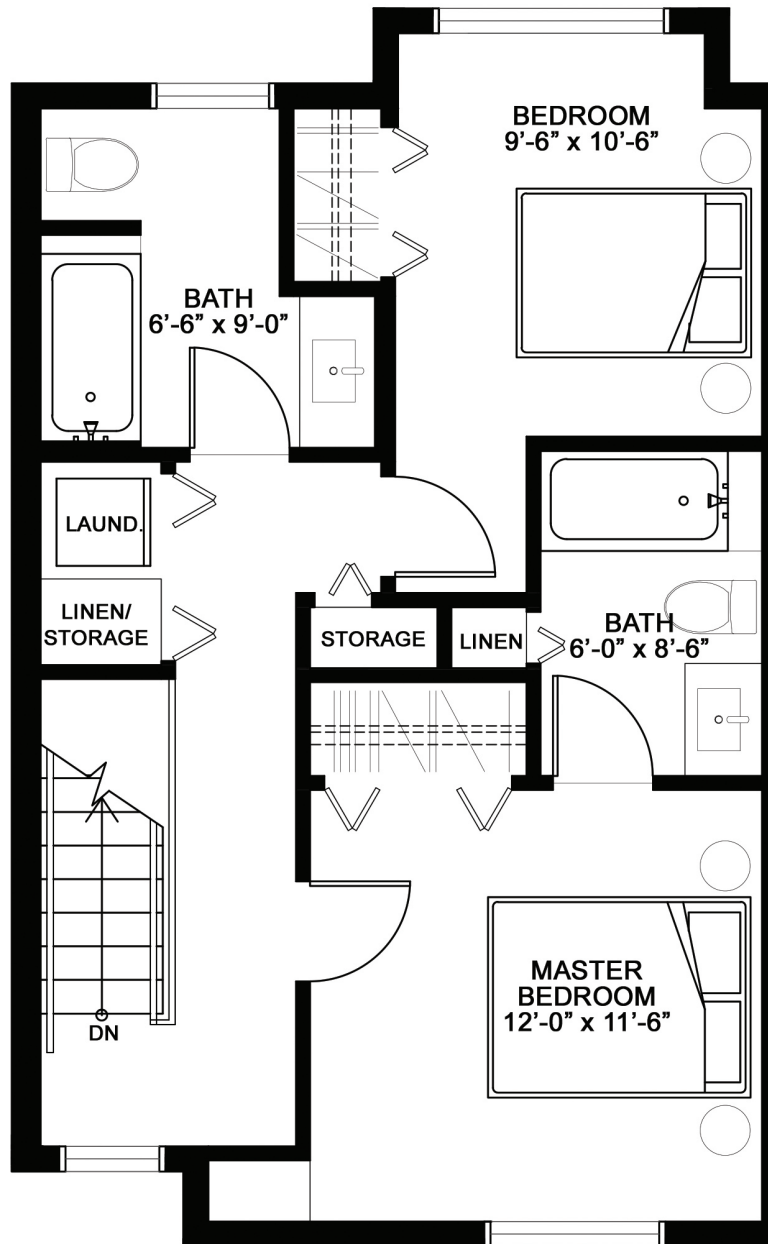 BEDROOM
9’-6” x 10’-6”
BATH
6’-6” x 9’-0”
LAUND.
LINEN/
STORAGE
STORAGE
LINEN
BATH
6’-0” x 8’-6”
MASTER
BEDROOM
12’-0” x 11’-6”
DN